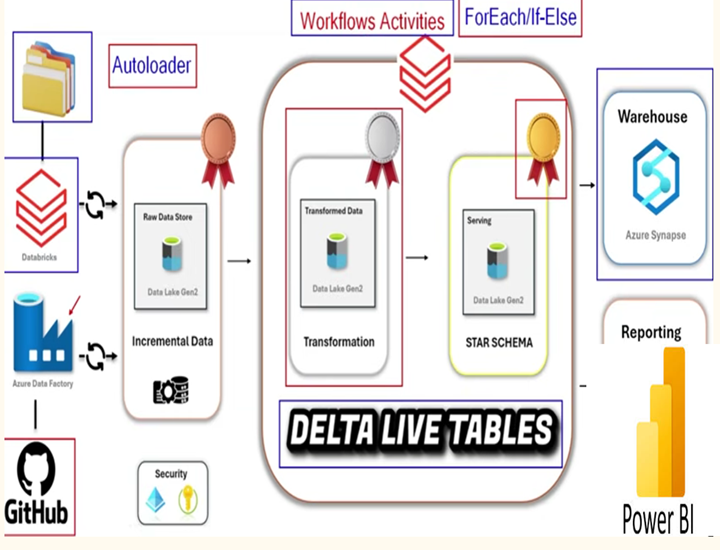 Workflows Activities
ForEach/If-Else
Autoloader
Databricks
Azure Data Factory
GitHub
Raw Data Store
Data Lake Gen2
Incremental Data
Security
Transformed Data
Data Lake Gen2
Transformation
Serving
Data Lake Gen2
STAR SCHEMA
DELTA LIVE TABLES
Warehouse
Azure Synapse
Reporting
Power BI